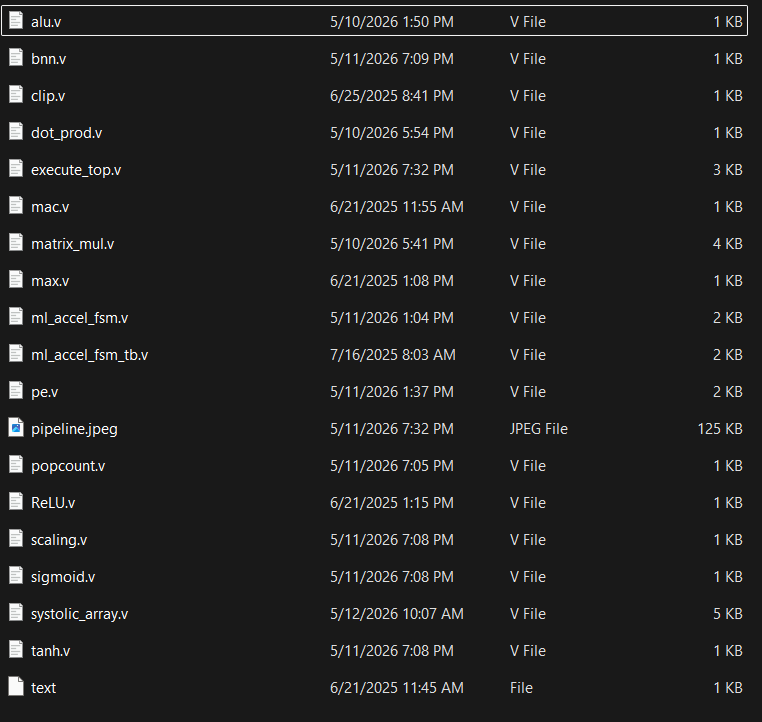 alu.v 5/10/2026 1:50 PM V File 1 KB
bnn.v 5/11/2026 7:09 PM V File 1 KB
clip.v 6/25/2025 8:41 PM V File 1 KB
dot_prod.v 5/10/2026 5:54 PM V File 1 KB
execute_top.v 5/11/2026 7:32 PM V File 3 KB
mac.v 6/21/2025 11:55 AM V File 1 KB
matrix_mul.v 5/10/2026 5:41 PM V File 4 KB
max.v 6/21/2025 1:08 PM V File 1 KB
ml_accel_fsm.v 5/11/2026 1:04 PM V File 2 KB
ml_accel_fsm_tb.v 7/16/2025 8:03 AM V File 2 KB
pe.v 5/11/2026 1:37 PM V File 2 KB
pipeline.jpeg 5/11/2026 7:32 PM JPEG File 125 KB
popcount.v 5/11/2026 7:05 PM V File 1 KB
ReLU.v 6/21/2025 1:15 PM V File 1 KB
scaling.v 5/11/2026 7:08 PM V File 1 KB
sigmoid.v 5/11/2026 7:08 PM V File 1 KB
systolic_array.v 5/12/2026 10:07 AM V File 5 KB
tanh.v 5/11/2026 7:08 PM V File 1 KB
text 6/21/2025 11:45 AM File 1 KB